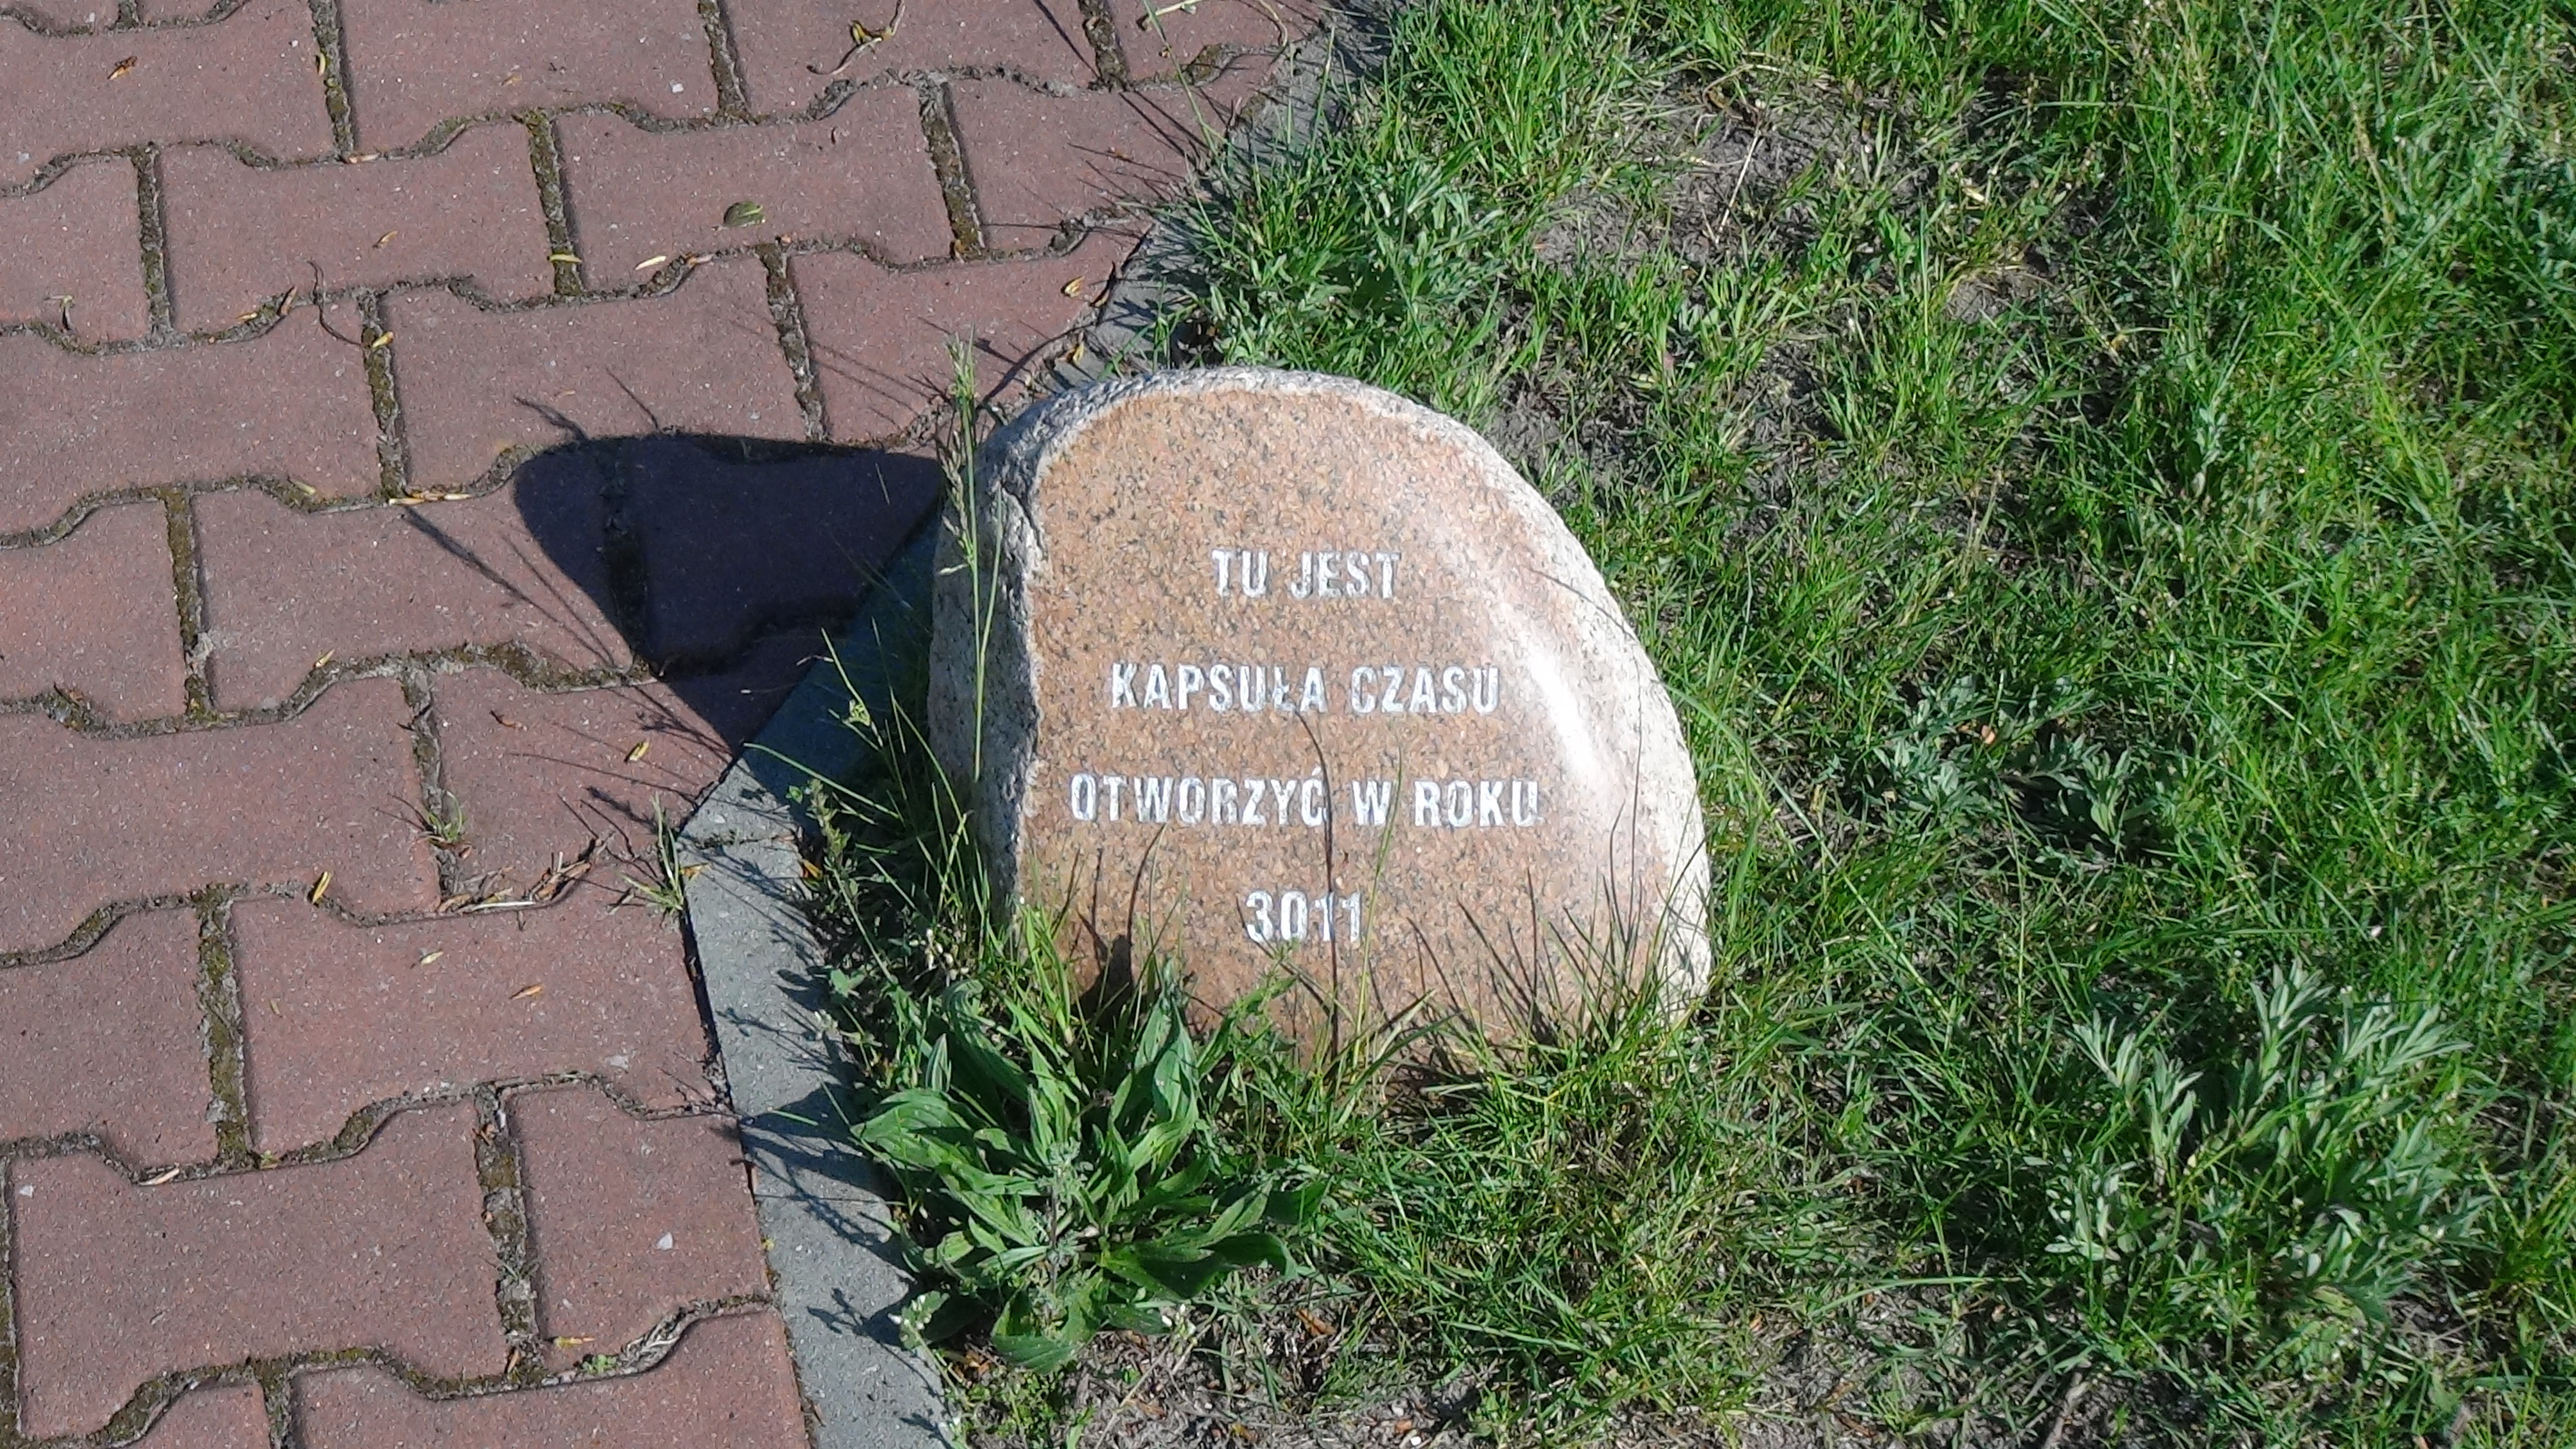 TU JEST
KAPSUŁA CZASU
OTWORZYĆ W ROKU
3011